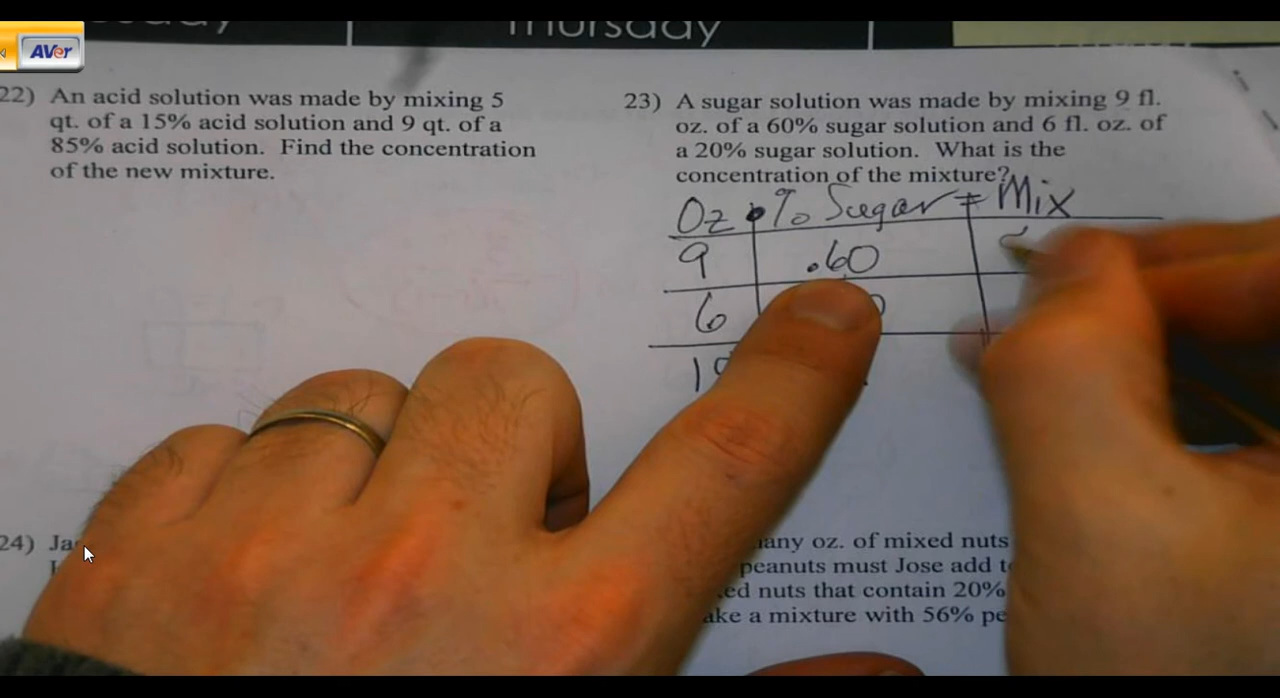 Thursday
AVer
22) An acid solution was made by mixing 5
qt. of a 15% acid solution and 9 qt. of a
85% acid solution. Find the concentration
of the new mixture.
23) A sugar solution was made by mixing 9 fl.
oz. of a 60% sugar solution and 6 fl. oz. of
a 20% sugar solution. What is the
concentration of the mixture?
Oz • % Sugar = Mix
9 .60
6
24)
oz. of mixed nuts
peanuts must Jose add
nuts that contain 20%
a mixture with 56%